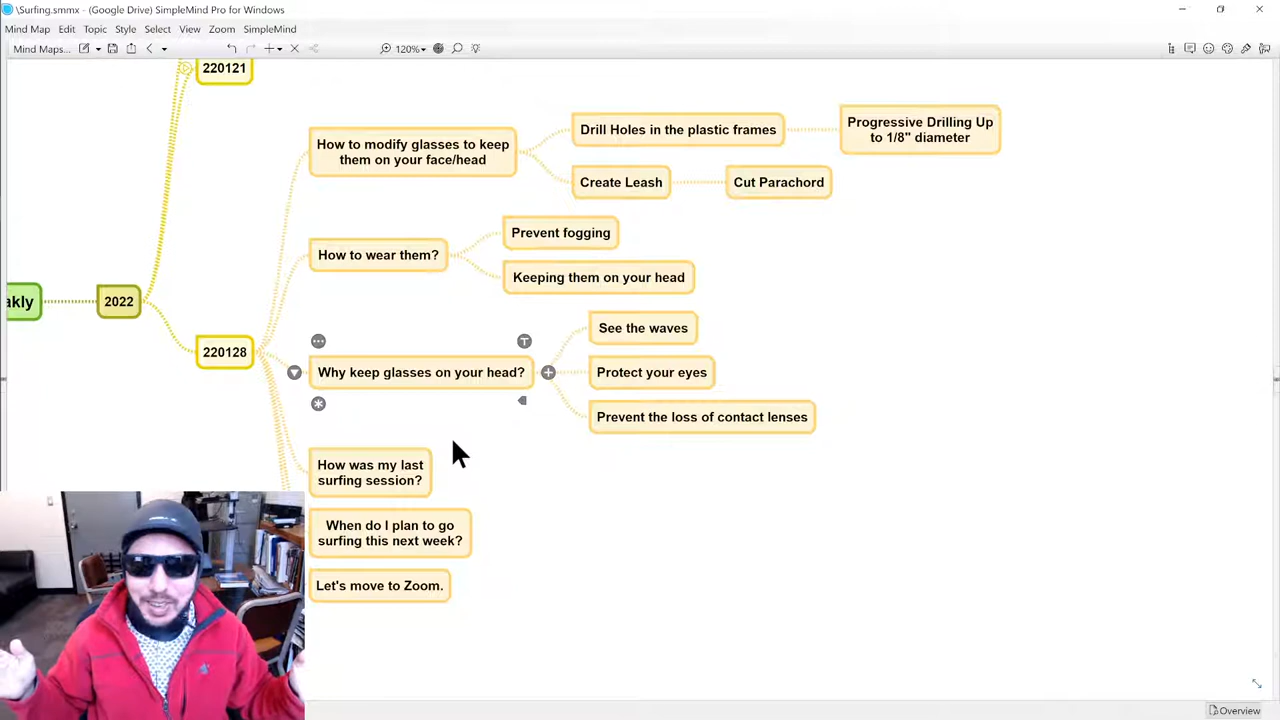 \Surfing.smmx - (Google Drive) SimpleMind Pro for Windows
Mind Map Edit Topic Style Select View Zoom SimpleMind
Mind Maps... 120%
220121
How to modify glasses to keep
them on your face/head
Drill Holes in the plastic frames
Progressive Drilling Up
to 1/8" diameter
Create Leash
Cut Parachord
How to wear them?
Prevent fogging
Keeping them on your head
akly
2022
220128
Why keep glasses on your head?
T
See the waves
Protect your eyes
Prevent the loss of contact lenses
How was my last
surfing session?
When do I plan to go
surfing this next week?
Let's move to Zoom.
Overview